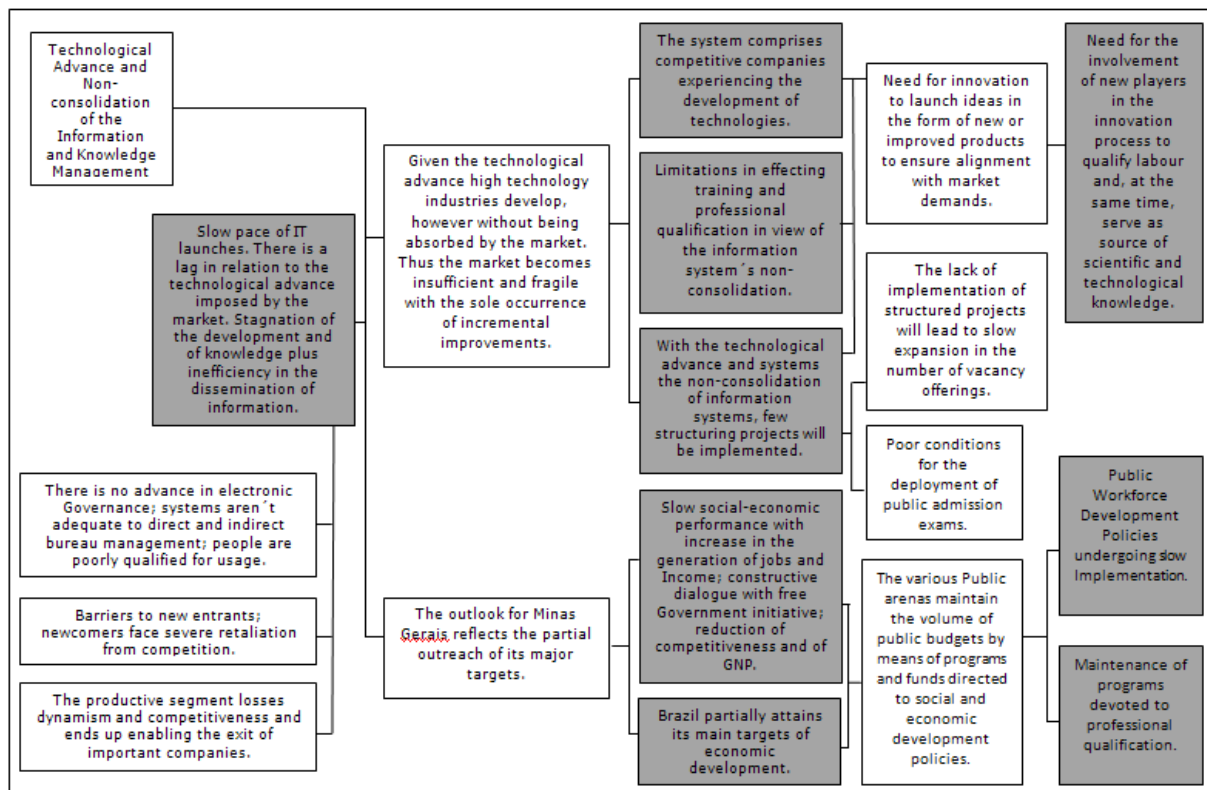 Technological
Advance and
Non-
consolidation
of the
Information
and Knowledge
Management
Slow pace of IT
launches. There is a
lag in relation to the
technological advance
imposed by the
market. Stagnation of
the development and
of knowledge plus
inefficiency in the
dissemination of
information.
There is no advance in electronic
Governance; systems aren´t
adequate to direct and indirect
bureau management; people are
poorly qualified for usage.
Barriers to new entrants;
newcomers face severe retaliation
from competition.
The productive segment losses
dynamism and competitiveness and
ends up enabling the exit of
important companies.
Given the technological
advance high technology
industries develop,
however without being
absorbed by the market.
Thus the market becomes
insufficient and fragile
with the sole occurrence
of incremental
improvements.
The outlook for Minas
Gerais reflects the partial
outreach of its major
targets.
The system comprises
competitive companies
experiencing the
development of
technologies.
Limitations in effecting
training and
professional
qualification in view of
the information
system´s non-
consolidation.
With the technological
advance and systems
the non-consolidation
of information
systems, few
structuring projects will
be implemented.
Slow social-economic
performance with
increase in the
generation of jobs and
Income; constructive
dialogue with free
Government initiative;
reduction of
competitiveness and of
GNP.
Brazil partially attains
its main targets of
economic
development.
Need for innovation
to launch ideas in
the form of new or
improved products
to ensure alignment
with market
demands.
The lack of
implementation of
structured projects
will lead to slow
expansion in the
number of vacancy
offerings.
Poor conditions
for the
deployment of
public admission
exams.
The various Public
arenas maintain
the volume of
public budgets by
means of programs
and funds directed
to social and
economic
development
policies.
Need for the
involvement
of new players
in the
innovation
process to
qualify labour
and, at the
same time,
serve as
source of
scientific and
technological
knowledge.
Public
Workforce
Development
Policies
undergoing slow
Implementation.
Maintenance of
programs
devoted to
professional
qualification.